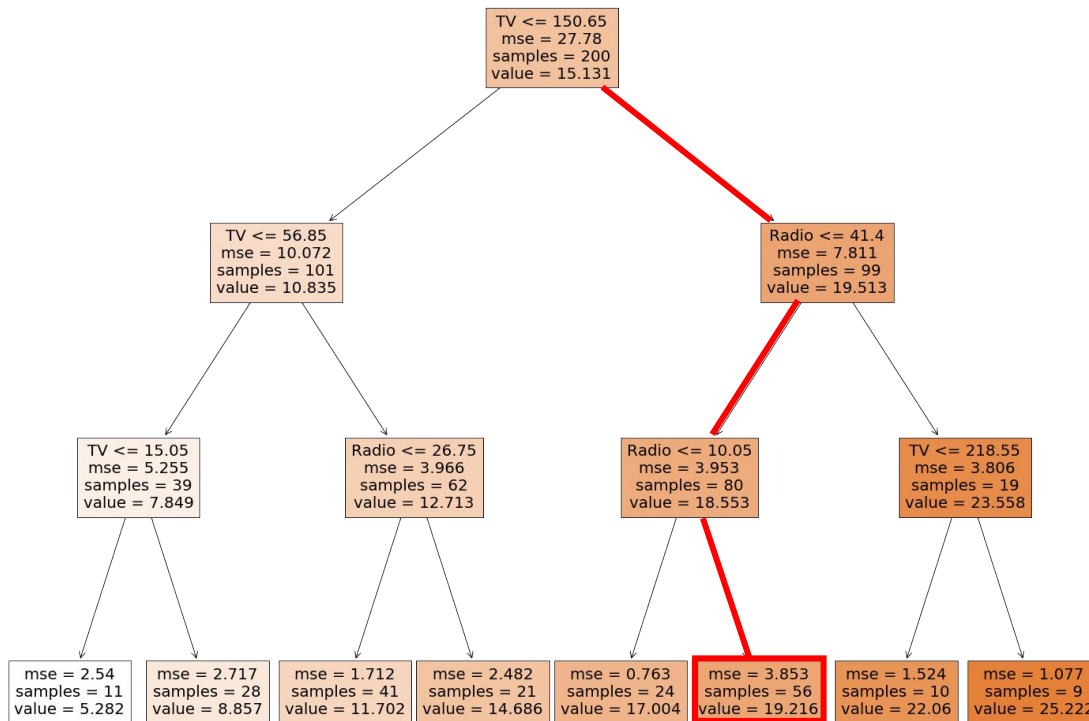 TV <= 150.65
mse = 27.78
samples = 200
value = 15.131
TV <= 56.85
mse = 10.072
samples = 101
value = 10.835
Radio <= 41.4
mse = 7.811
samples = 99
value = 19.513
TV <= 15.05
mse = 5.255
samples = 39
value = 7.849
Radio <= 26.75
mse = 3.966
samples = 62
value = 12.713
Radio <= 10.05
mse = 3.953
samples = 80
value = 18.553
TV <= 218.55
mse = 3.806
samples = 19
value = 23.558
mse = 2.54
samples = 11
value = 5.282
mse = 2.717
samples = 28
value = 8.857
mse = 1.712
samples = 41
value = 11.702
mse = 2.482
samples = 21
value = 14.686
mse = 0.763
samples = 24
value = 17.004
mse = 3.853
samples = 56
value = 19.216
mse = 1.524
samples = 10
value = 22.06
mse = 1.077
samples = 9
value = 25.222